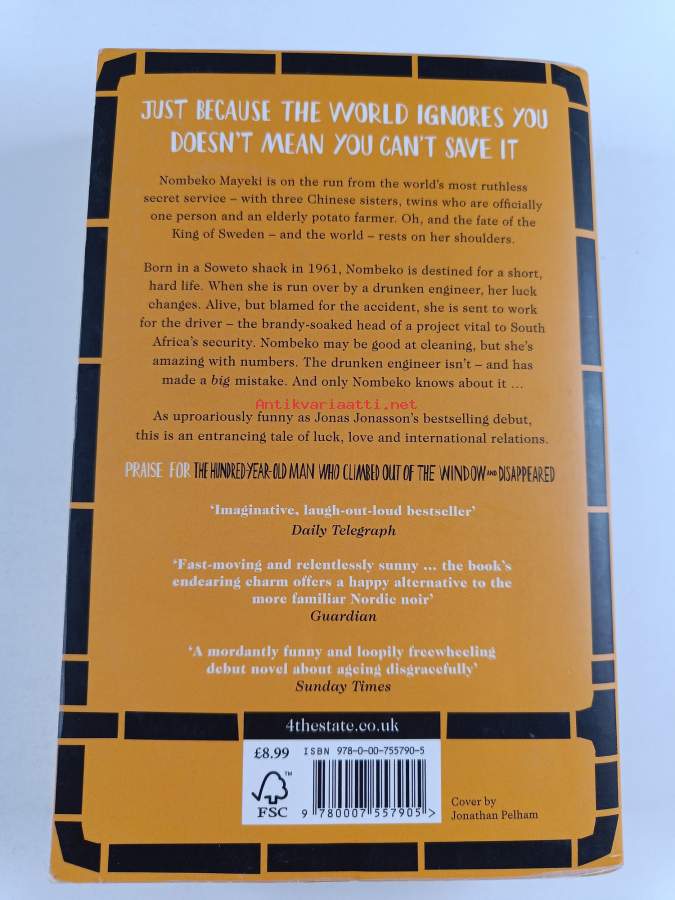 JUST BECAUSE THE WORLD IGNORES YOU
DOESN'T MEAN YOU CAN'T SAVE IT
Nombeko Mayeki is on the run from the world's most ruthless
secret service – with three Chinese sisters, twins who are officially
one person and an elderly potato farmer. Oh, and the fate of the
King of Sweden – and the world – rests on her shoulders.
Born in a Soweto shack in 1961, Nombeko is destined for a short,
hard life. When she is run over by a drunken engineer, her luck
changes. Alive, but blamed for the accident, she is sent to work
for the driver – the brandy-soaked head of a project vital to South
Africa's security. Nombeko may be good at cleaning, but she's
amazing with numbers. The drunken engineer isn't – and has
made a big mistake. And only Nombeko knows about it ...
Antikvariaatti.net
As uproariously funny as Jonas Jonasson's bestselling debut,
this is an entrancing tale of luck, love and international relations.
PRAISE FOR THE HUNDRED-YEAR-OLD MAN WHO CLIMBED OUT OF THE WINDOW AND DISAPPEARED
'Imaginative, laugh-out-loud bestseller'
Daily Telegraph
'Fast-moving and relentlessly sunny ... the book's
endearing charm offers a happy alternative to the
more familiar Nordic noir'
Guardian
'A mordantly funny and loopily freewheeling
debut novel about ageing disgracefully'
Sunday Times
4thestate.co.uk
£8.99 ISBN 978-0-00-755790-5
FSC™
9 780007 557905 >
Cover by
Jonathan Pelham